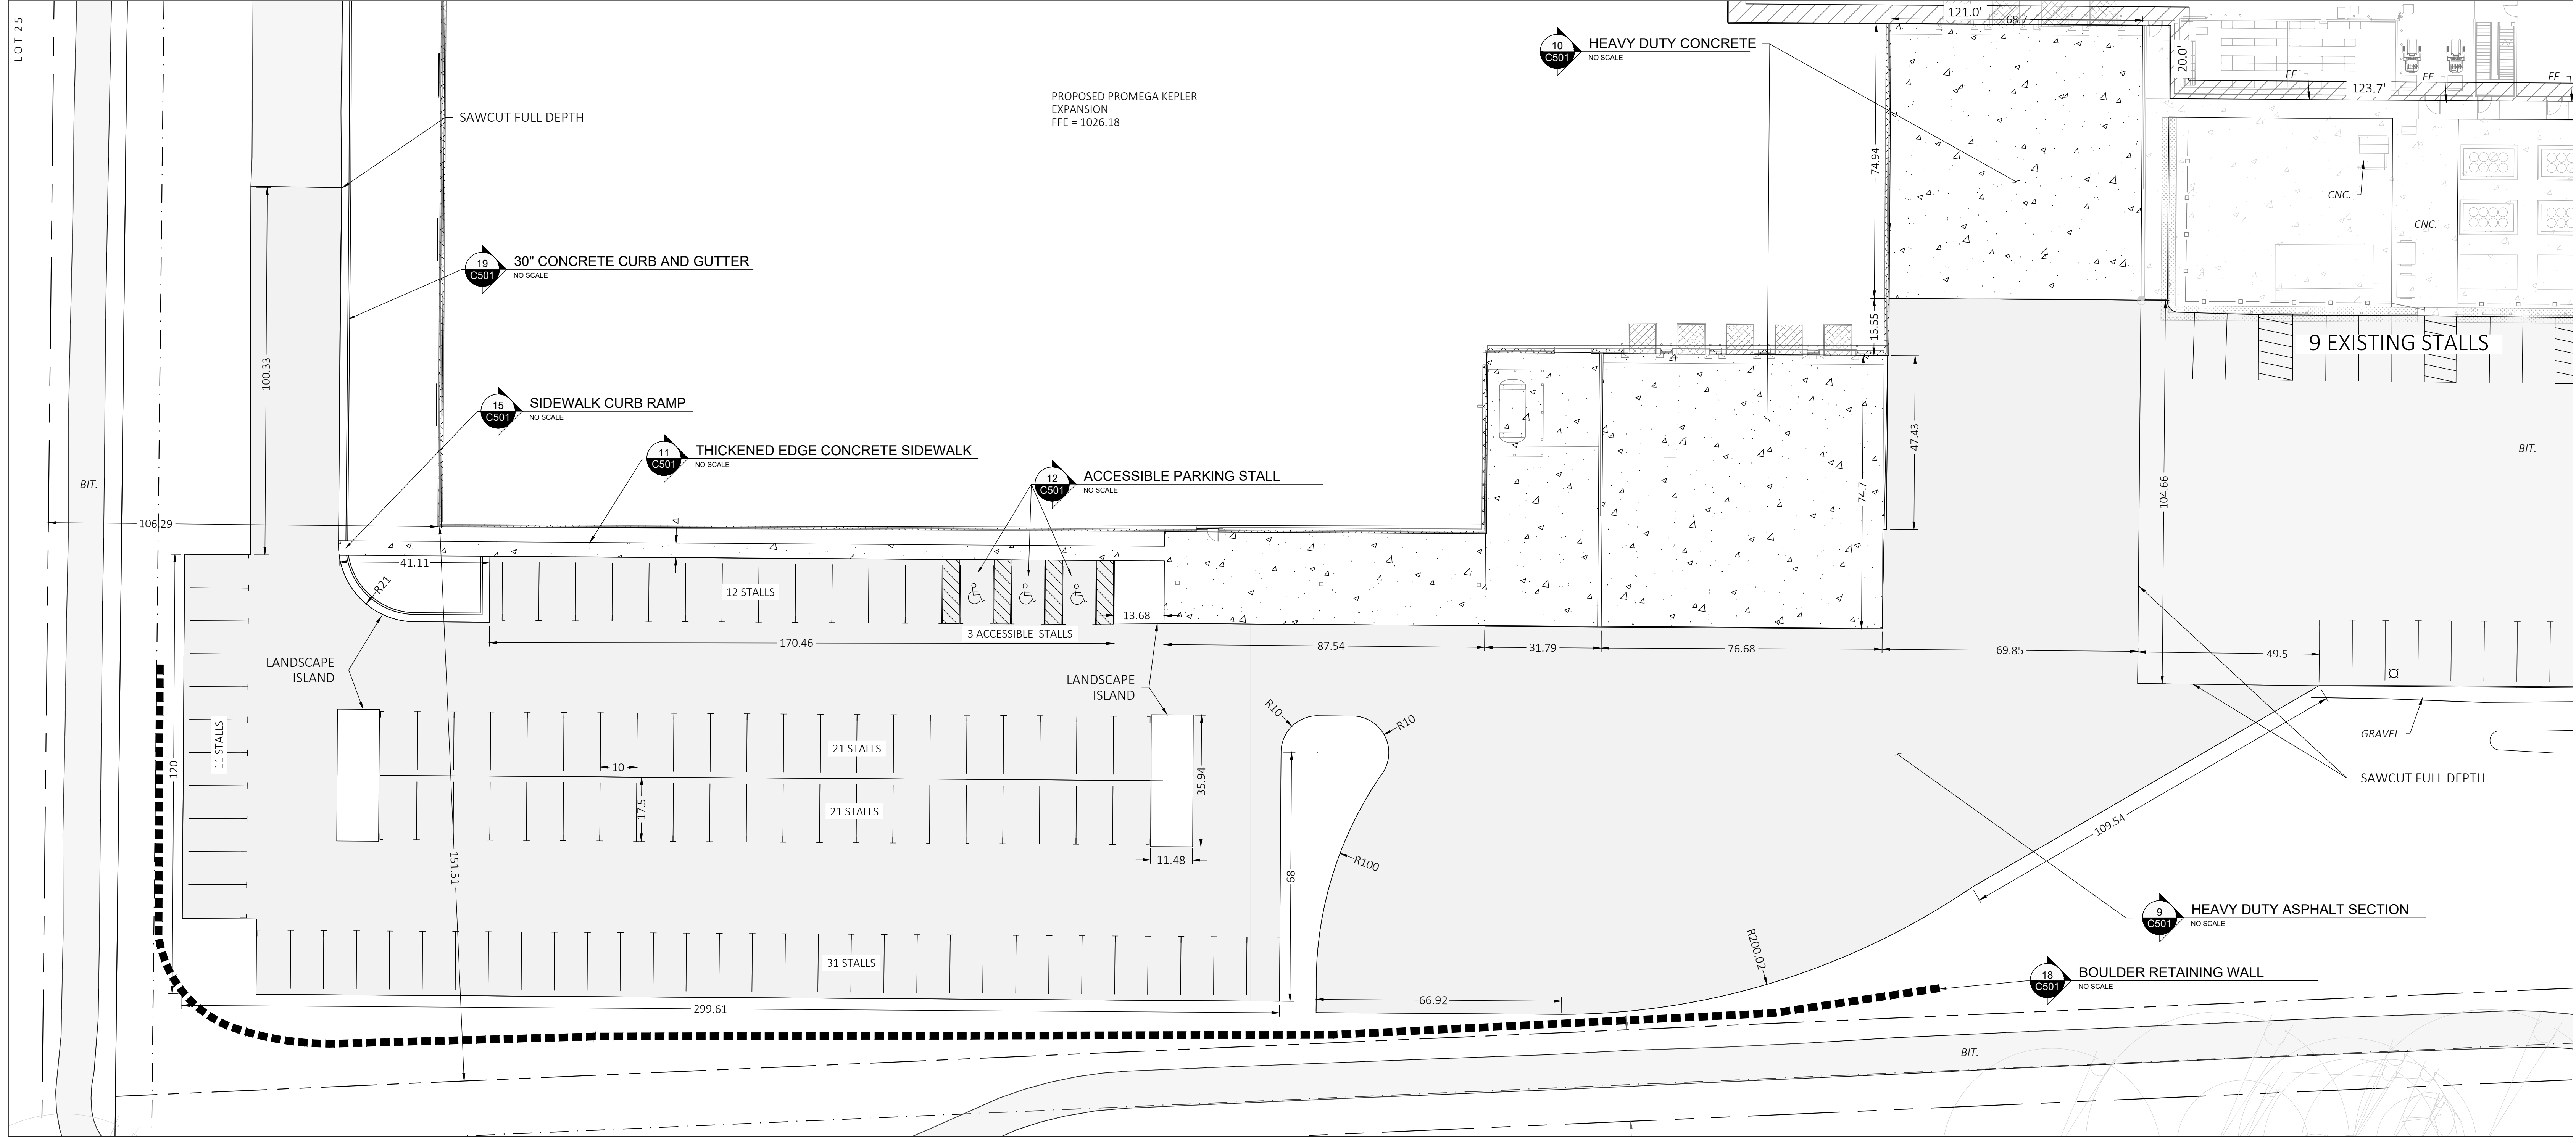 LOT 25
121.0'
68.7
10
C501
HEAVY DUTY CONCRETE
NO SCALE
20.0'
FF
FF
FF
123.7'
PROPOSED PROMEGA KEPLER
EXPANSION
FFE = 1026.18
SAWCUT FULL DEPTH
74.94
CNC.
CNC.
19
C501
30" CONCRETE CURB AND GUTTER
NO SCALE
15.55
9 EXISTING STALLS
100.33
15
C501
SIDEWALK CURB RAMP
NO SCALE
47.43
11
C501
THICKENED EDGE CONCRETE SIDEWALK
NO SCALE
12
C501
ACCESSIBLE PARKING STALL
NO SCALE
BIT.
BIT.
74.7
104.66
106.29
4
41.11
R21
12 STALLS
13.68
3 ACCESSIBLE STALLS
170.46
87.54
31.79
76.68
69.85
49.5
LANDSCAPE
ISLAND
LANDSCAPE
ISLAND
R10
R10
GRAVEL
11 STALLS
21 STALLS
120
10
35.94
SAWCUT FULL DEPTH
17.5
21 STALLS
109.54
151.51
11.48
R100
68
9
C501
HEAVY DUTY ASPHALT SECTION
NO SCALE
R200.02
31 STALLS
18
C501
BOULDER RETAINING WALL
NO SCALE
66.92
299.61
BIT.